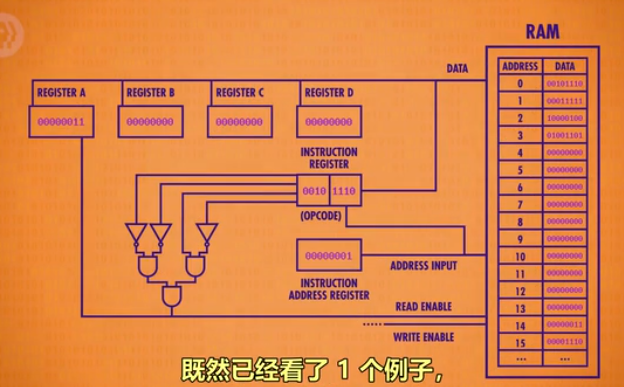 RAM
DATA
ADDRESS DATA
0 00101110
1 00011111
2 10000100
3 01001101
4 00000000
5 00000000
6 00000000
7 00000000
8 00000000
9 00000000
10 00000000
11 00000000
12 00000000
13 00000000
14 00000011
15 00001110
... ...
REGISTER A REGISTER B REGISTER C REGISTER D
00000011 00000000 00000000 00000000
INSTRUCTION
REGISTER
0010 1110
(OPCODE)
00000001
INSTRUCTION
ADDRESS REGISTER
ADDRESS INPUT
READ ENABLE
WRITE ENABLE
既然已经看了 1 个例子，